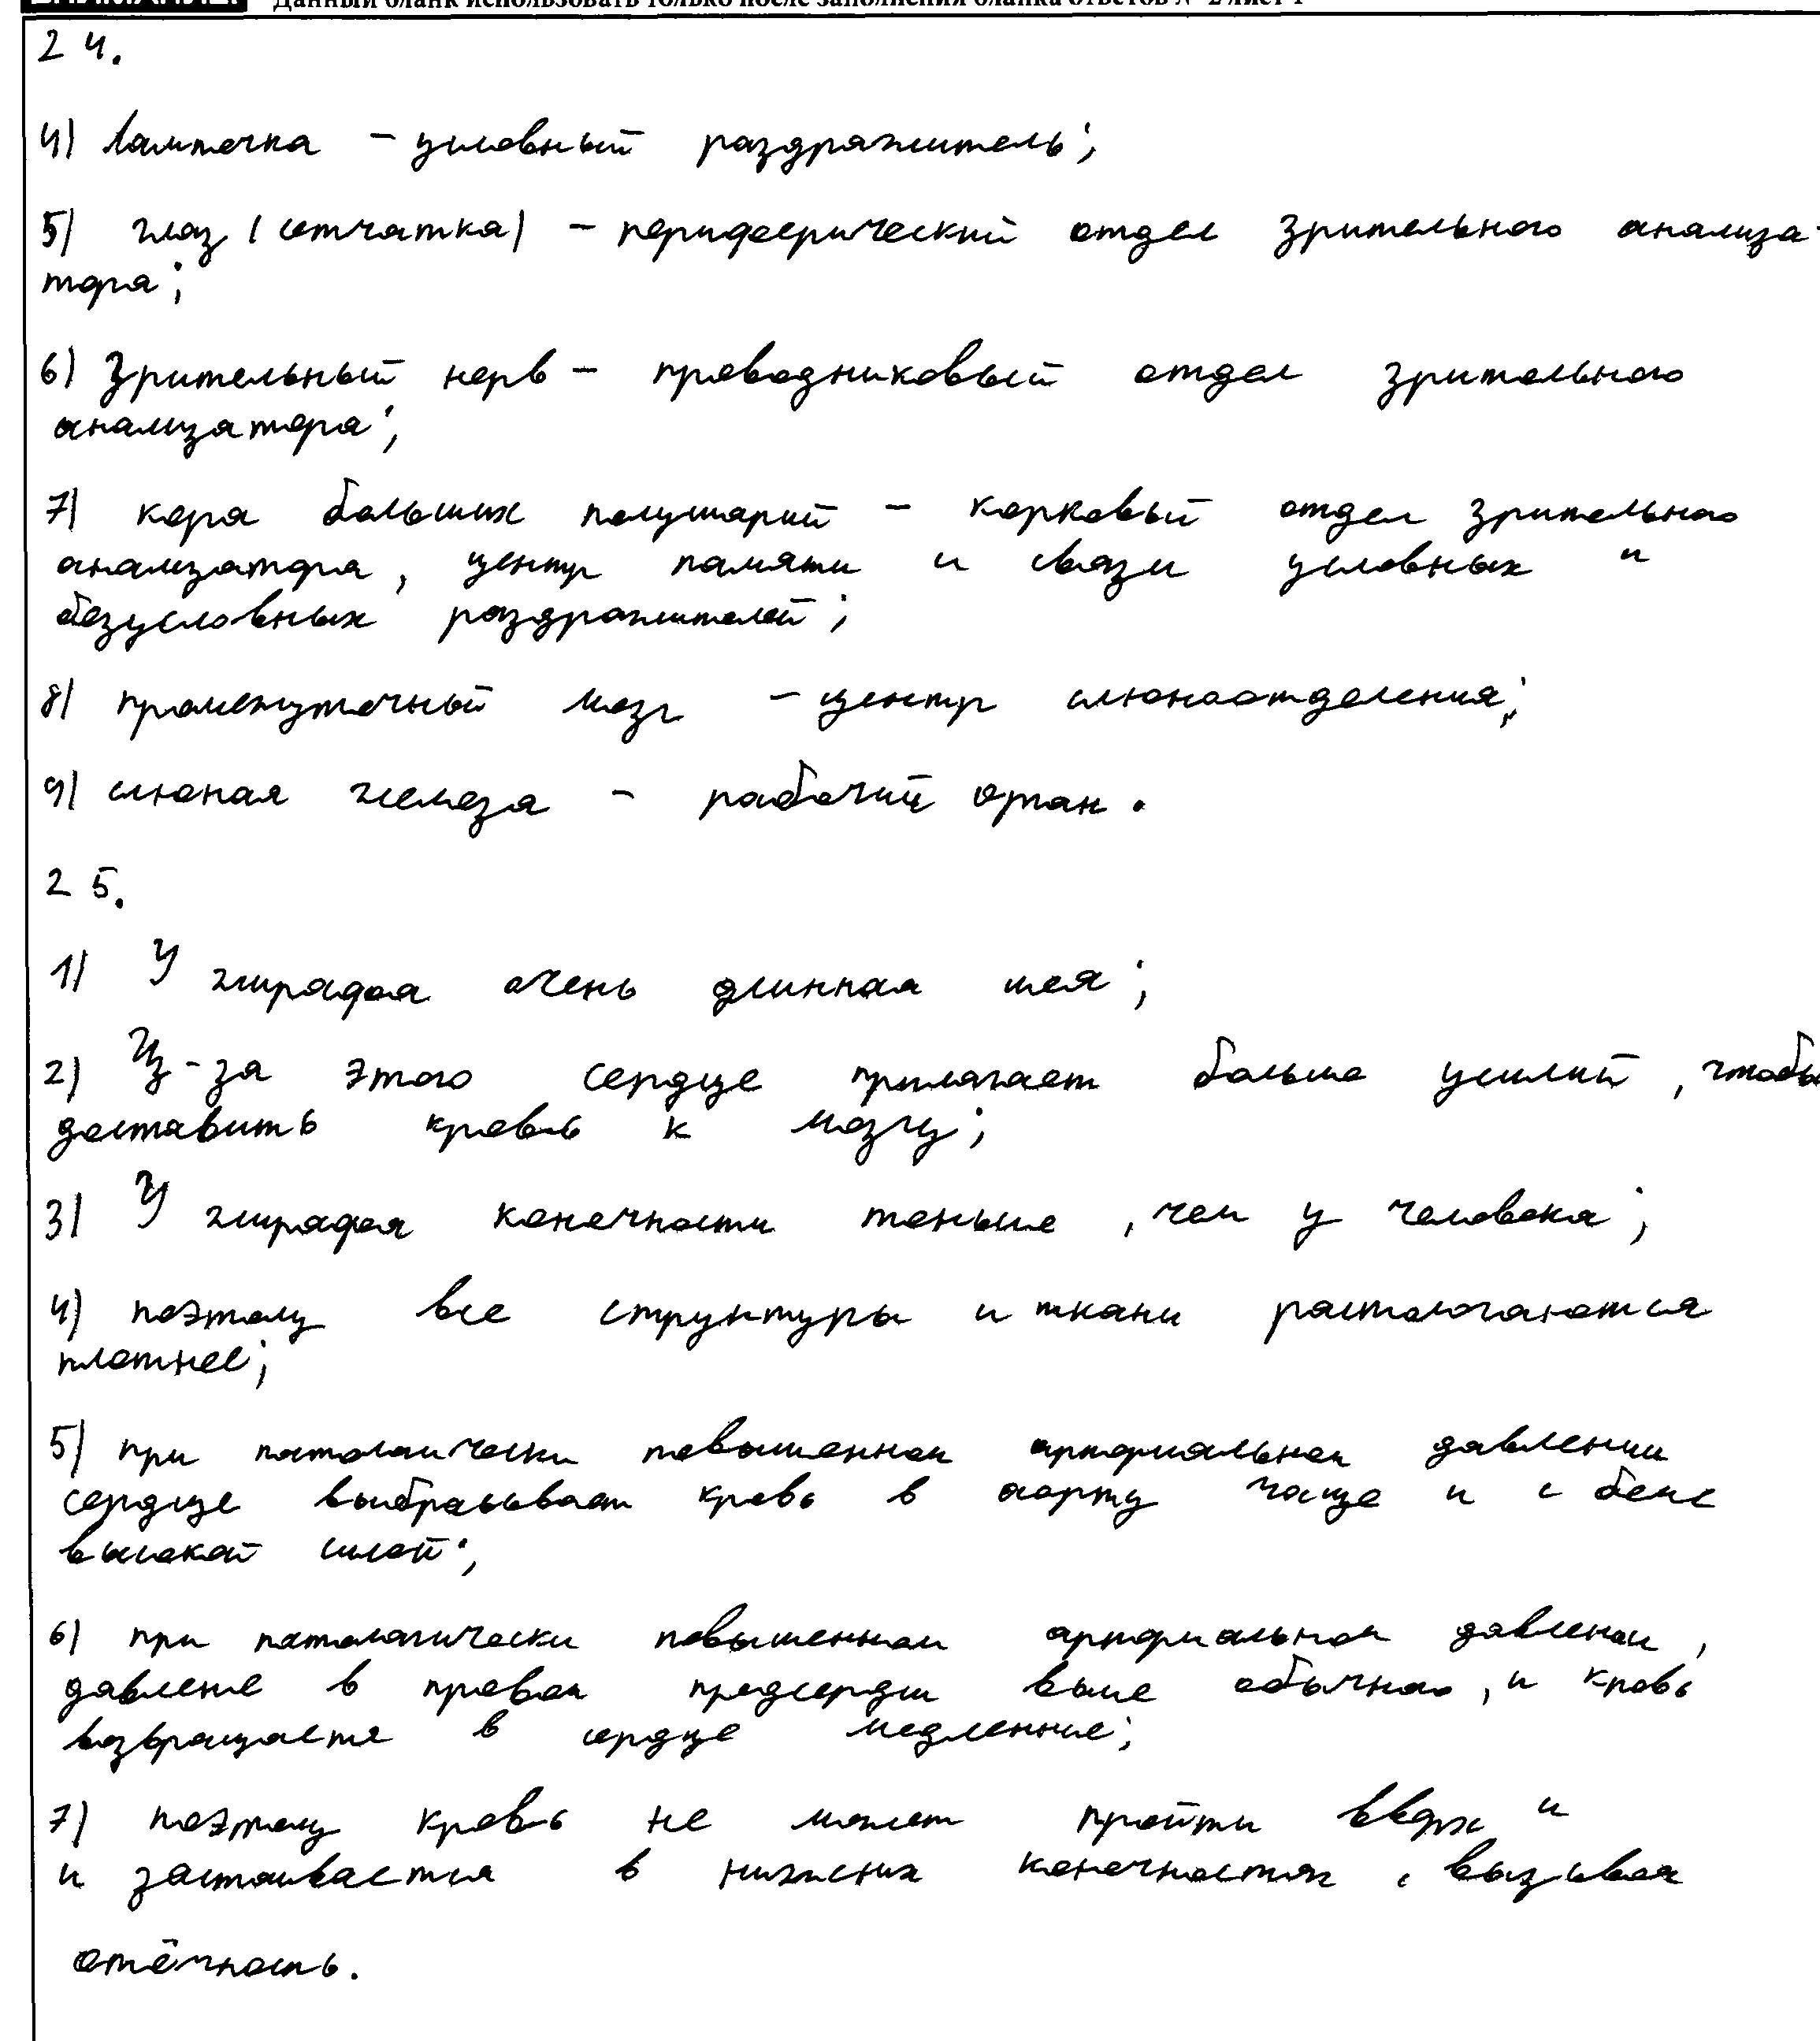 Данный бланк использовать только после заполнения бланка ответов № 2 лист 1
24.
4) Лампочка - условный раздражитель;
5) глаз (сетчатка) - периферический отдел зрительного анализа-
тора;
6) Зрительный нерв - проводниковый отдел зрительного
анализатора;
7) кора больших полушарий - корковый отдел зрительного
анализатора, центр памяти и связи условных и
безусловных раздражителей;
8) промежуточный мозг - центр слюноотделения;
9) слюная железа - рабочий орган.
25.
1) У жирафа очень длинная шея;
2) Из-за этого сердце прилагает больше усилий, чтобы
доставить кровь к мозгу;
3) У жирафа конечности тоньше, чем у человека;
4) поэтому все структуры и ткани располагаются
плотнее;
5) при патологически повышенном артериальном давлении
сердце выбрасывает кровь в аорту чаще и с более
высокой силой;
6) при патологически повышенном артериальном давлении,
давление в правом предсердии выше обычного, и кровь
возвращается в сердце медленние;
7) поэтому кровь не может пройти вверх и
и застаивается в нижних конечностях, вызывая
отёчность.